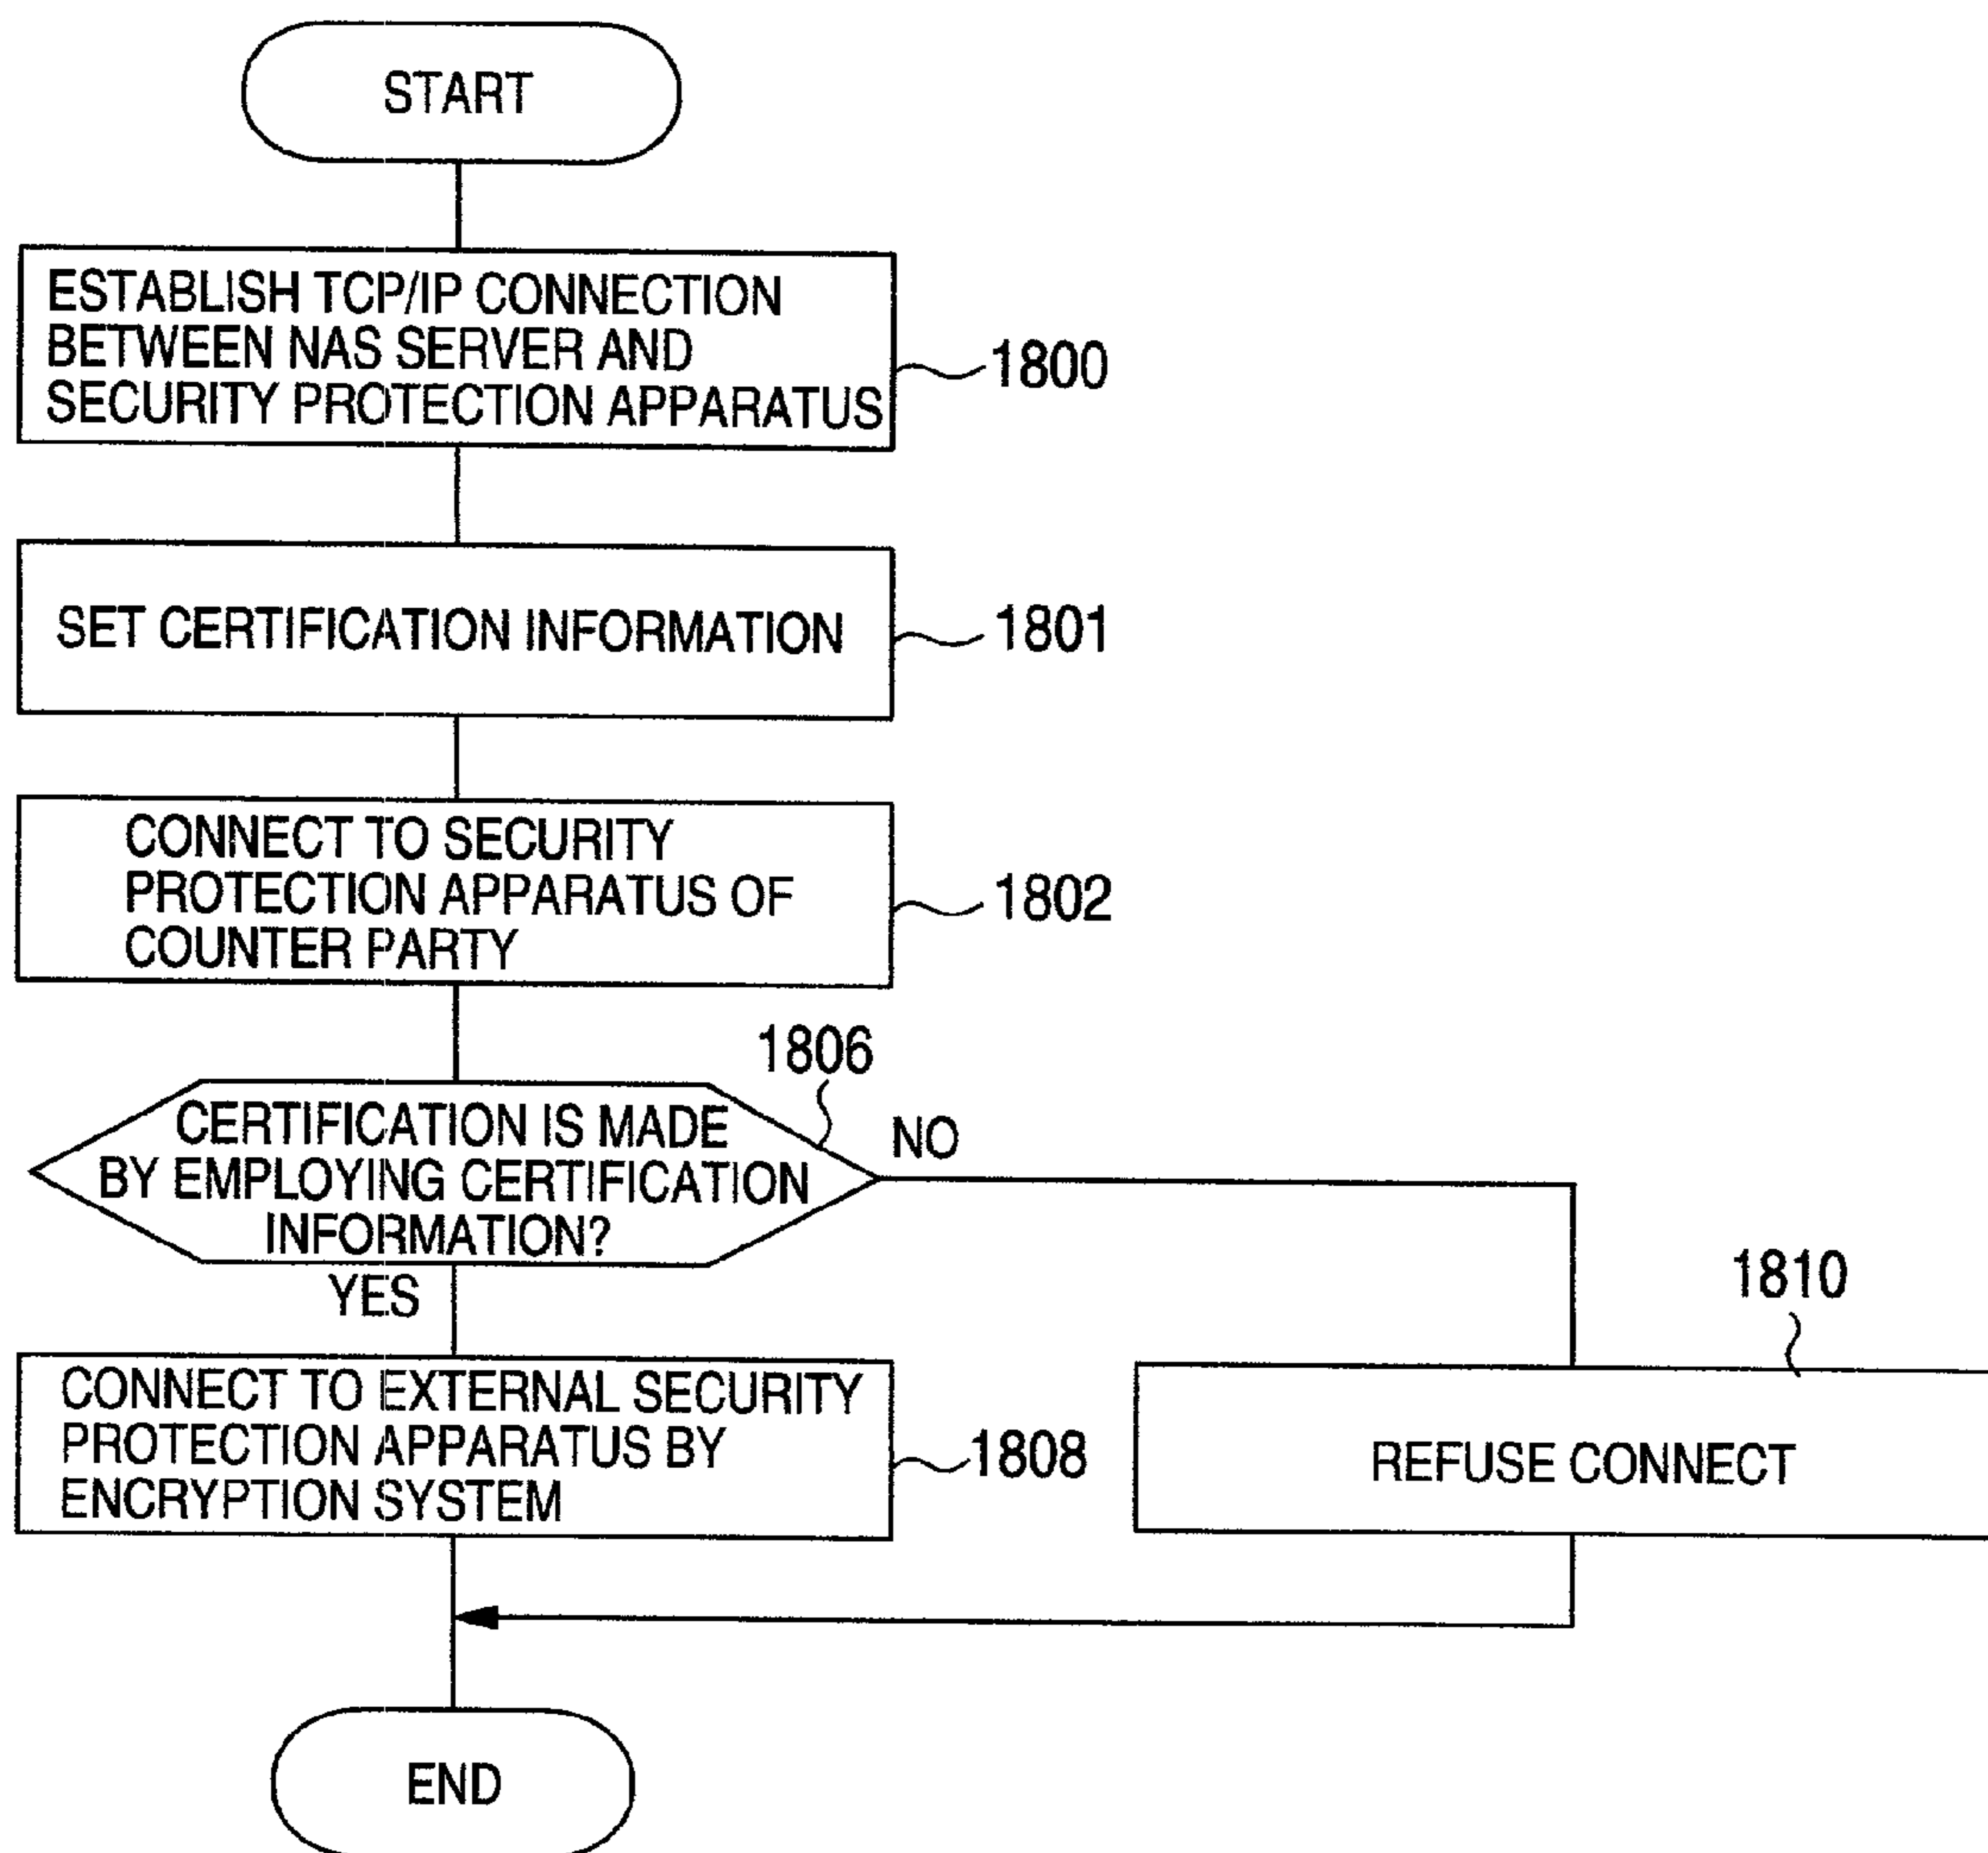 START
ESTABLISH TCP/IP CONNECTION
BETWEEN NAS SERVER AND
SECURITY PROTECTION APPARATUS
1800
SET CERTIFICATION INFORMATION
1801
CONNECT TO SECURITY
PROTECTION APPARATUS OF
COUNTER PARTY
1802
1806
CERTIFICATION IS MADE
BY EMPLOYING CERTIFICATION
INFORMATION?
NO
YES
1810
CONNECT TO EXTERNAL SECURITY
PROTECTION APPARATUS BY
ENCRYPTION SYSTEM
1808
REFUSE CONNECT
END